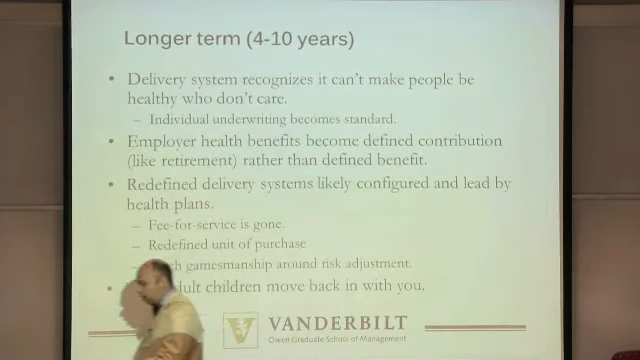 Longer term (4-10 years)
• Delivery system recognizes it can't make people be
healthy who don't care.
– Individual underwriting becomes standard.
• Employer health benefits become defined contribution
(like retirement) rather than defined benefit.
• Redefined delivery systems likely configured and lead by
health plans.
– Fee-for-service is gone.
– Redefined unit of purchase
gamesmanship around risk adjustment.
children move back in with you.
V
VANDERBILT
Owen Graduate School of Management